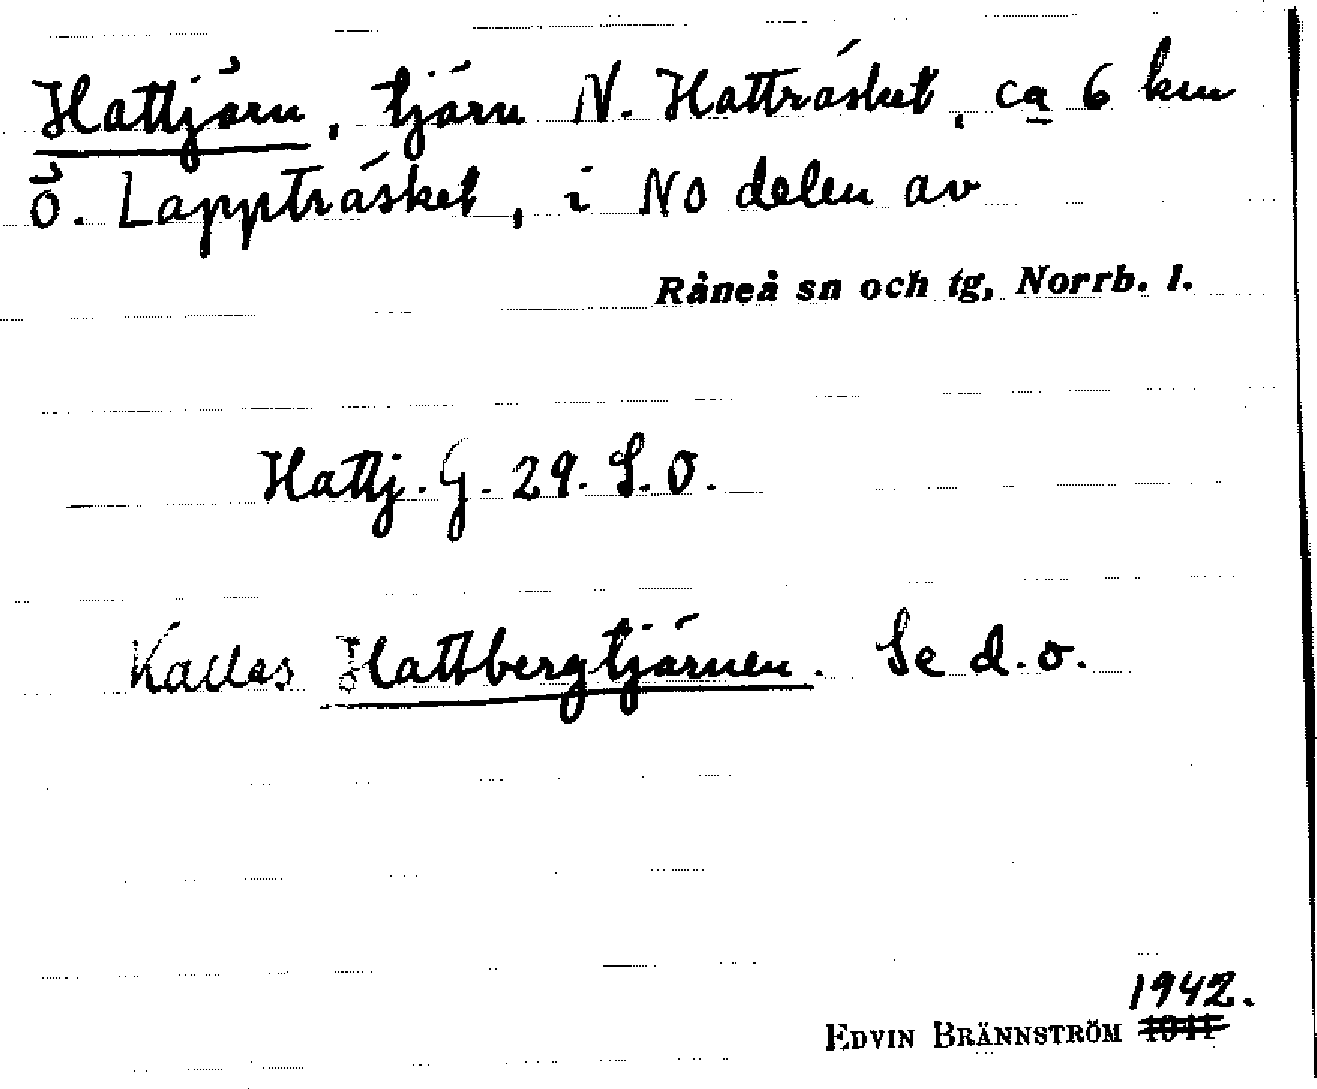 Hattjärn, tjärn N. Hatträsket, ca 6 km
ö. Lappträsket, i NO delen av
Råneå sn och tg, Norrb. l.
Hattj. G. 29. S.O.
Kallas Hattbergtjärnen. Se d.o.
1942.
EDVIN BRÄNNSTRÖM 1941